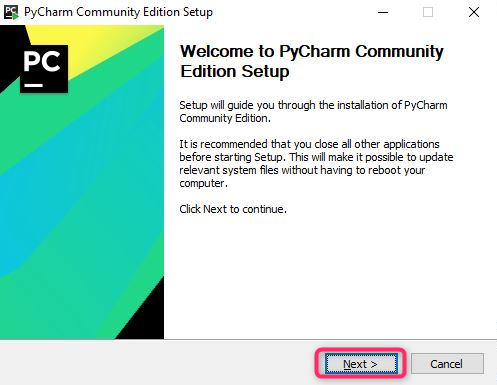 PyCharm Community Edition Setup
PC
Welcome to PyCharm Community
Edition Setup
Setup will guide you through the installation of PyCharm
Community Edition.
It is recommended that you close all other applications
before starting Setup. This will make it possible to update
relevant system files without having to reboot your
computer.
Click Next to continue.
Next >
Cancel